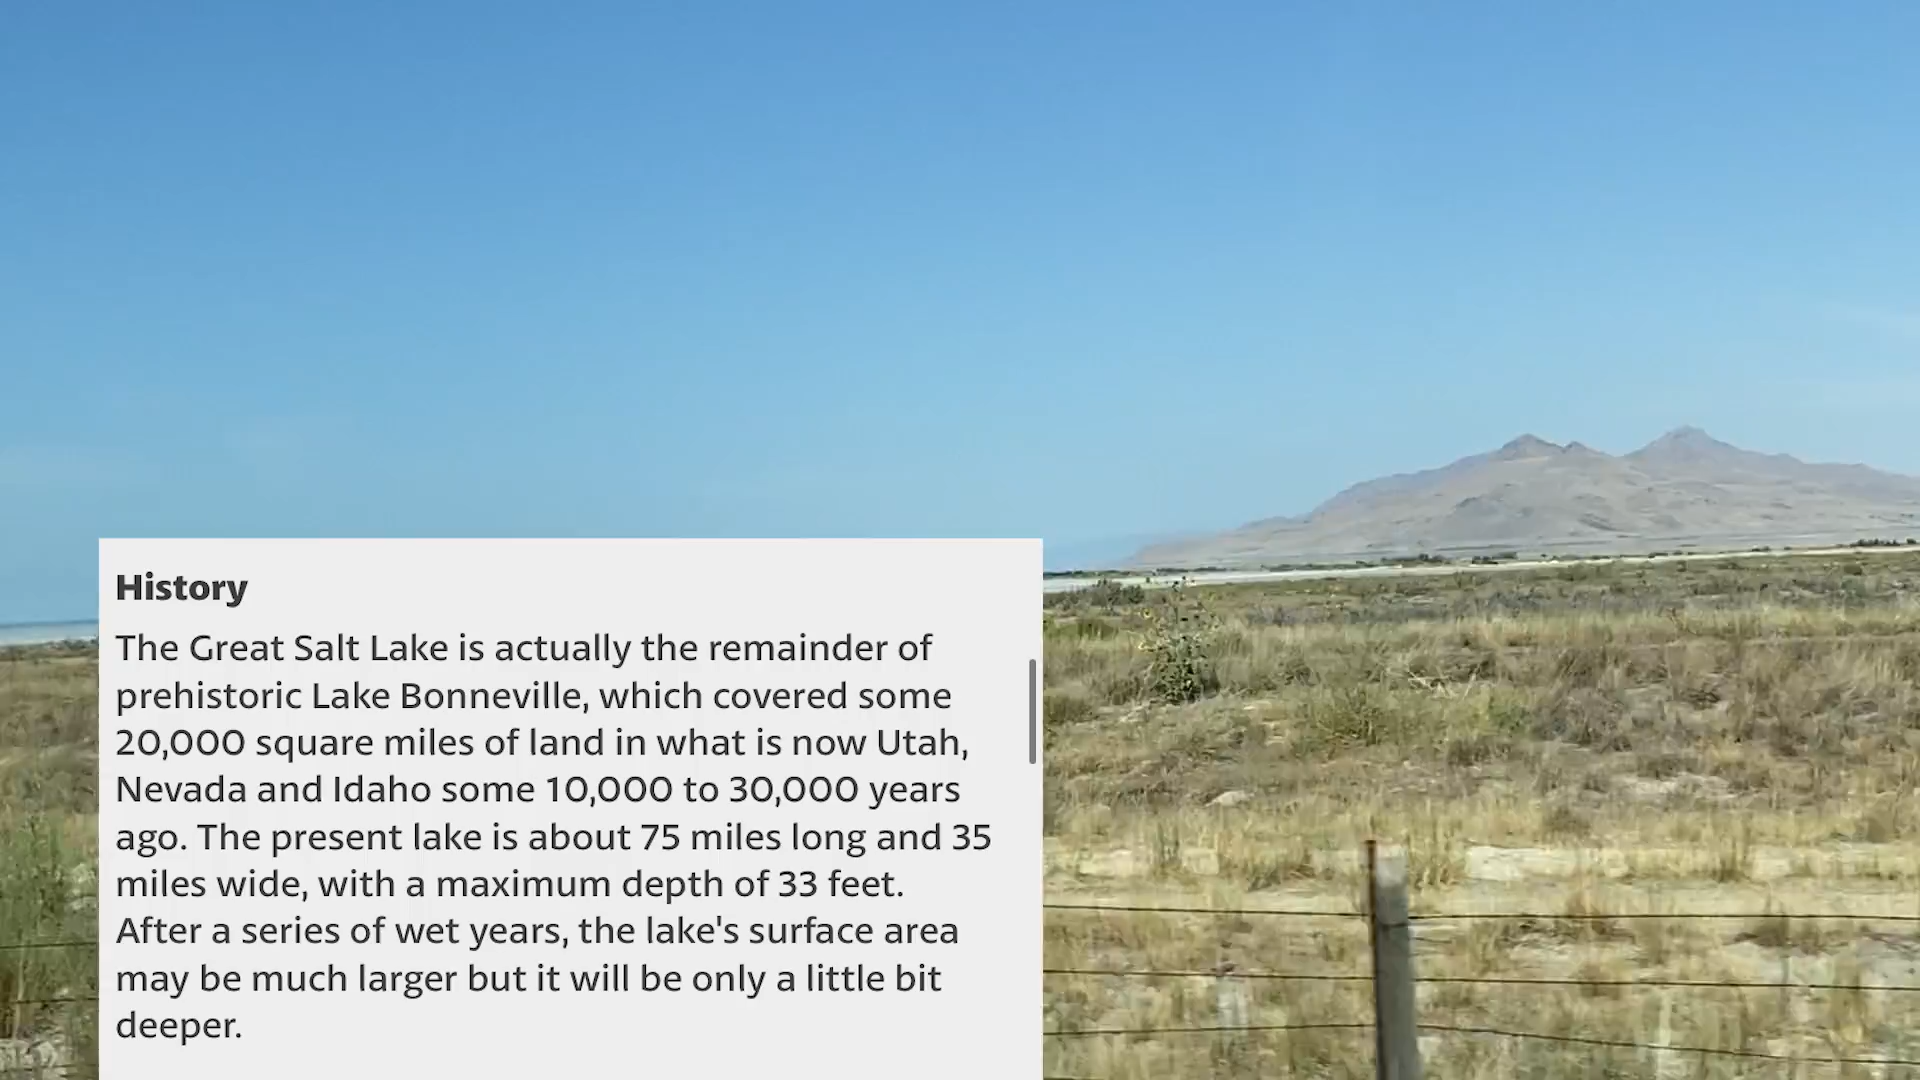 History
The Great Salt Lake is actually the remainder of
prehistoric Lake Bonneville, which covered some
20,000 square miles of land in what is now Utah,
Nevada and Idaho some 10,000 to 30,000 years
ago. The present lake is about 75 miles long and 35
miles wide, with a maximum depth of 33 feet.
After a series of wet years, the lake's surface area
may be much larger but it will be only a little bit
deeper.